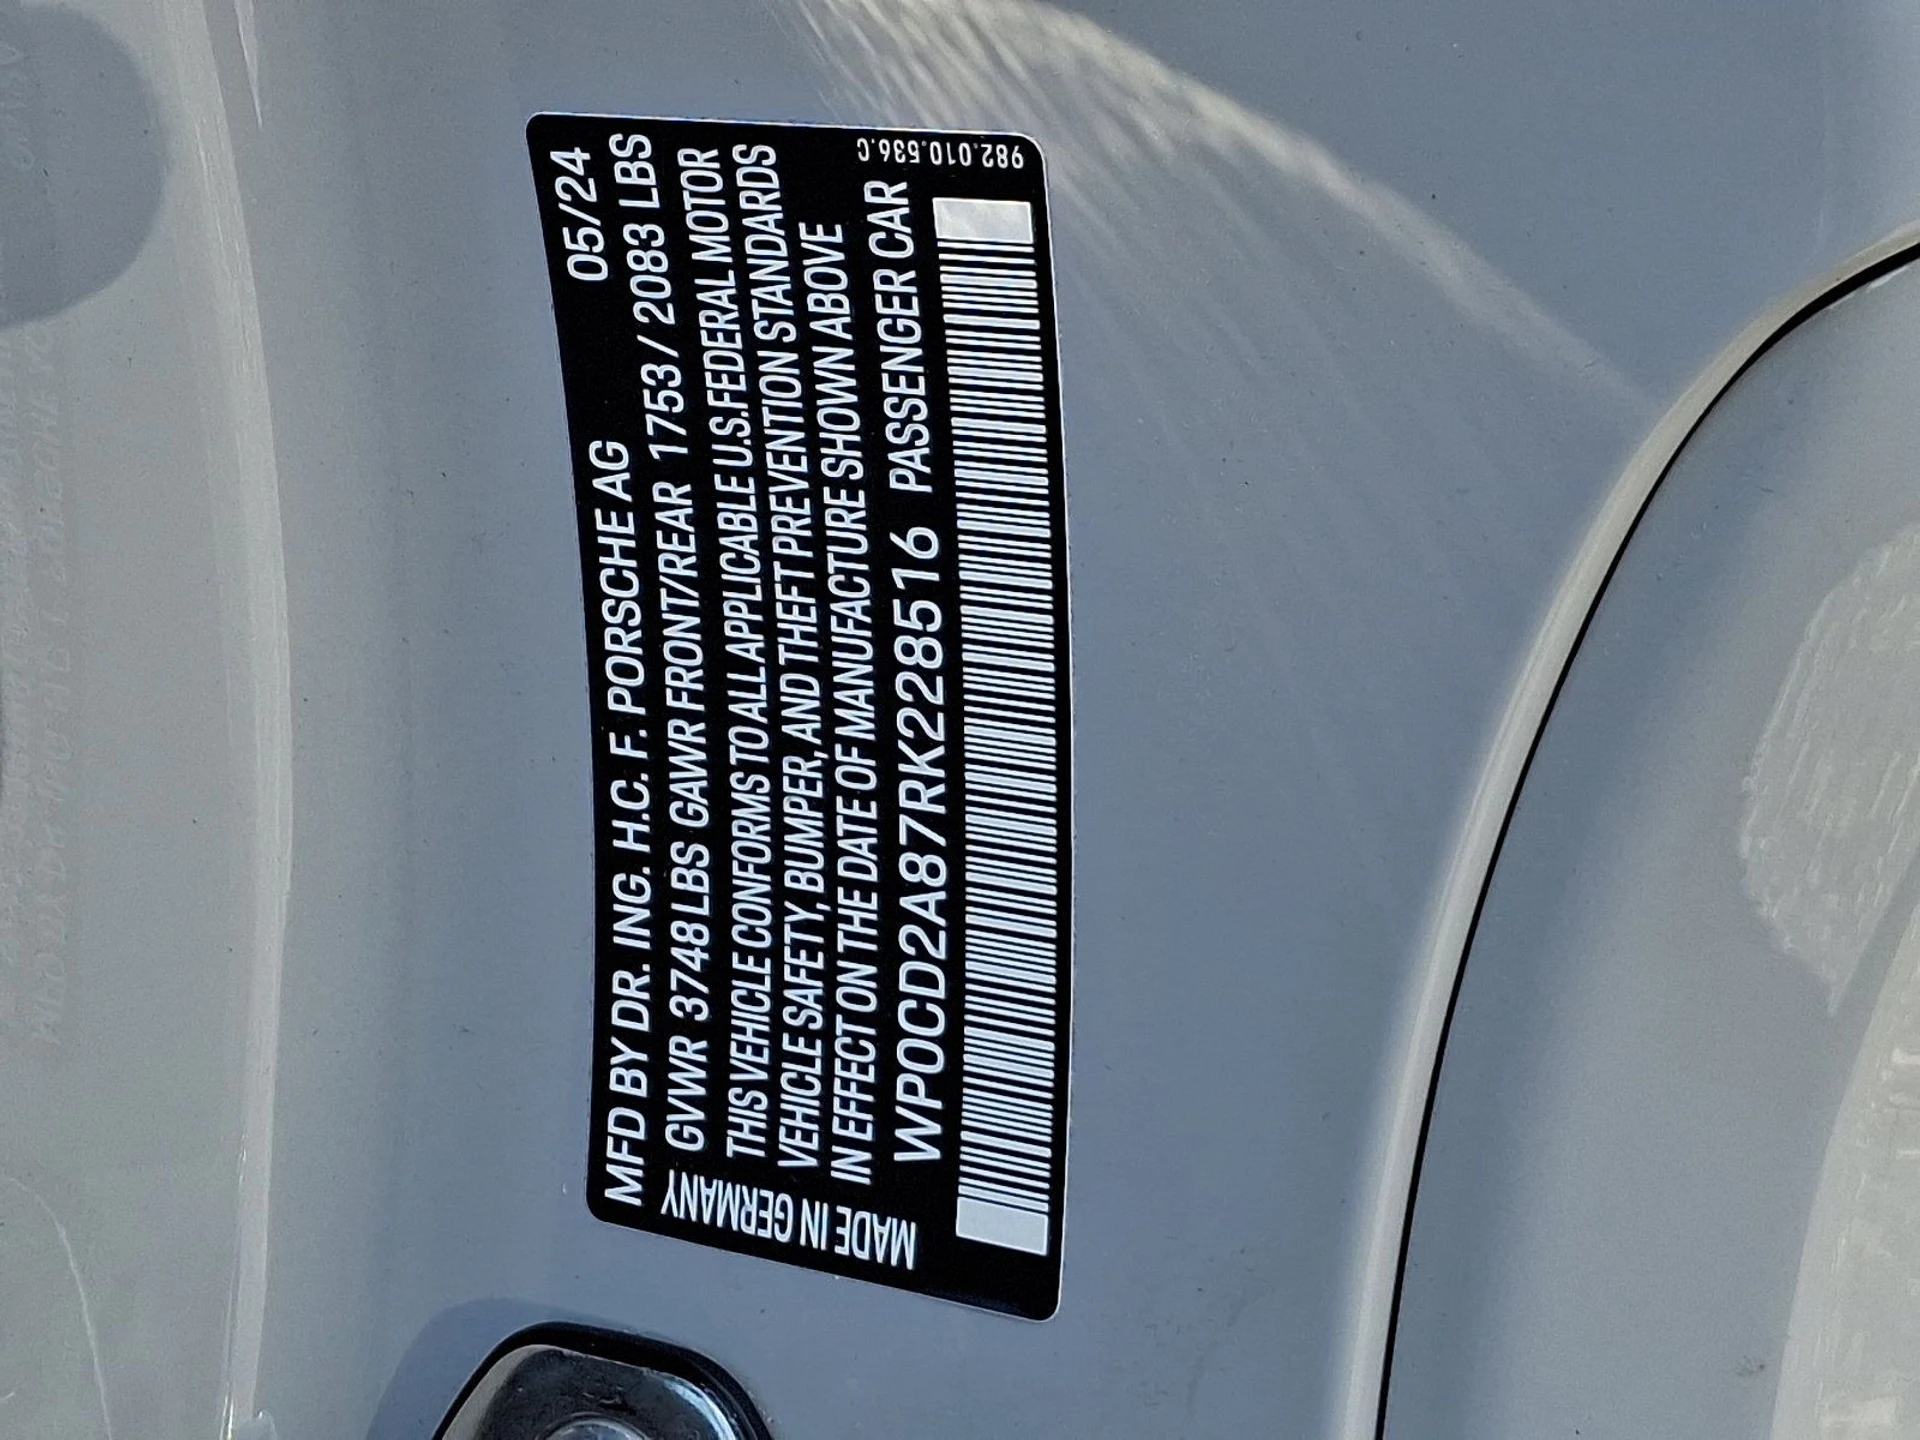 MFD BY DR. ING. H.C. F. PORSCHE AG 05/24
GVWR 3748 LBS GAWR FRONT/REAR 1753 / 2083 LBS
THIS VEHICLE CONFORMS TO ALL APPLICABLE U.S. FEDERAL MOTOR
VEHICLE SAFETY, BUMPER, AND THEFT PREVENTION STANDARDS
IN EFFECT ON THE DATE OF MANUFACTURE SHOWN ABOVE
WP0CD2A87RK228516 PASSENGER CAR
MADE IN GERMANY
982.010.536.C